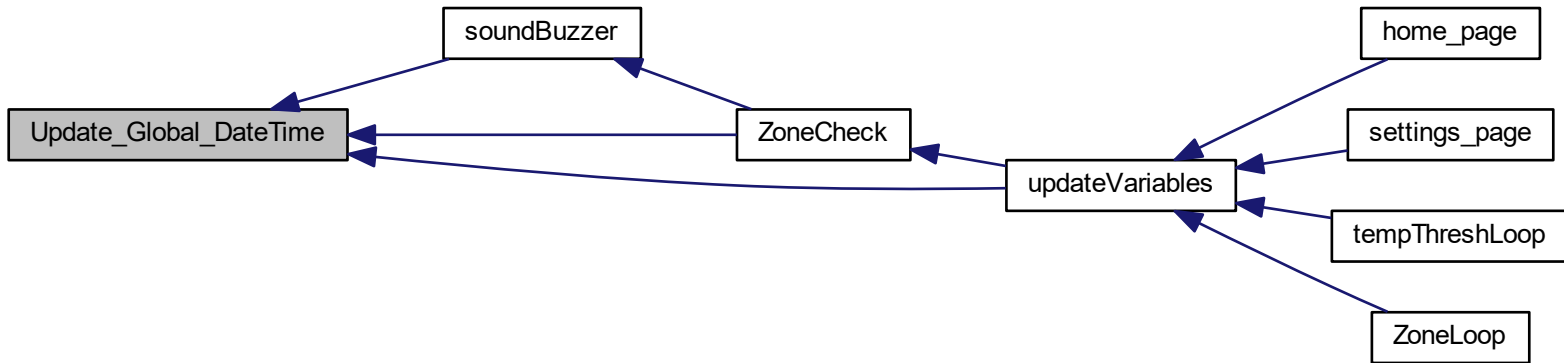 soundBuzzer
home_page
Update_Global_DateTime
ZoneCheck
settings_page
updateVariables
tempThreshLoop
ZoneLoop